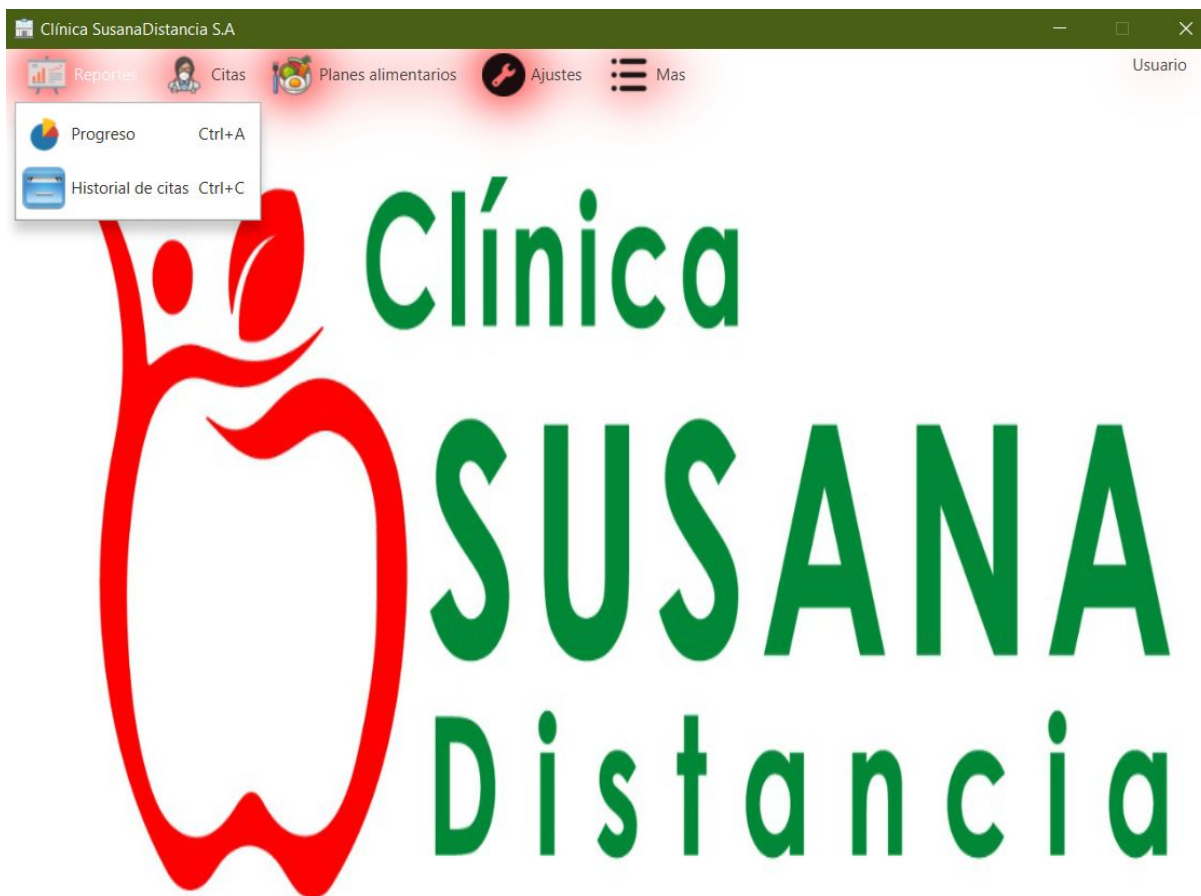 Clínica SusanaDistancia S.A
Reportes Citas Planes alimentarios Ajustes Mas Usuario
Progreso Ctrl+A
Historial de citas Ctrl+C
Clínica
SUSANA
Distancia